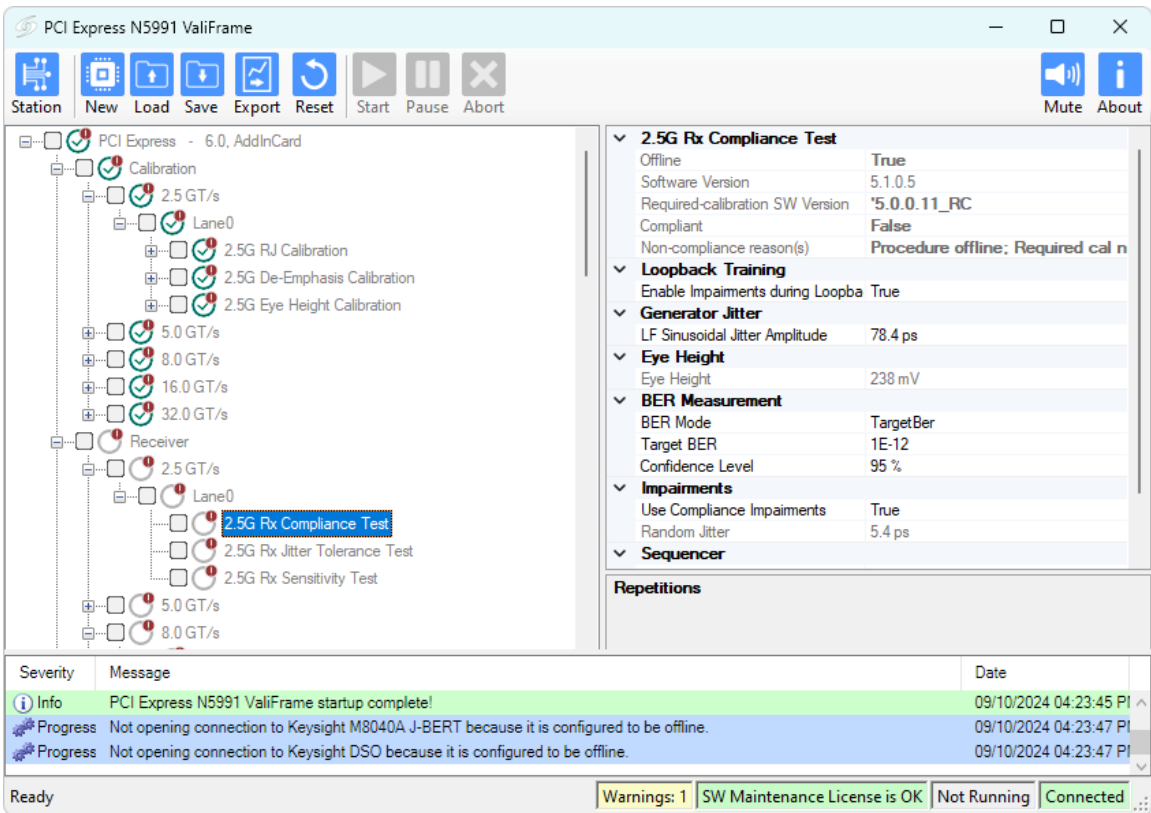 PCI Express N5991 ValiFrame
Station New Load Save Export Reset Start Pause Abort Mute About
PCI Express - 6.0, AddInCard
Calibration
2.5 GT/s
Lane0
2.5G RJ Calibration
2.5G De-Emphasis Calibration
2.5G Eye Height Calibration
5.0 GT/s
8.0 GT/s
16.0 GT/s
32.0 GT/s
Receiver
2.5 GT/s
Lane0
2.5G Rx Compliance Test
2.5G Rx Jitter Tolerance Test
2.5G Rx Sensitivity Test
5.0 GT/s
8.0 GT/s
2.5G Rx Compliance Test
Offline True
Software Version 5.1.0.5
Required-calibration SW Version '5.0.0.11_RC
Compliant False
Non-compliance reason(s) Procedure offline; Required cal n
Loopback Training
Enable Impairments during Loopba True
Generator Jitter
LF Sinusoidal Jitter Amplitude 78.4 ps
Eye Height
Eye Height 238 mV
BER Measurement
BER Mode TargetBer
Target BER 1E-12
Confidence Level 95 %
Impairments
Use Compliance Impairments True
Random Jitter 5.4 ps
Sequencer
Repetitions
Severity Message Date
Info PCI Express N5991 ValiFrame startup complete! 09/10/2024 04:23:45 PM
Progress Not opening connection to Keysight M8040A J-BERT because it is configured to be offline. 09/10/2024 04:23:47 PM
Progress Not opening connection to Keysight DSO because it is configured to be offline. 09/10/2024 04:23:47 PM
Ready Warnings: 1 SW Maintenance License is OK Not Running Connected